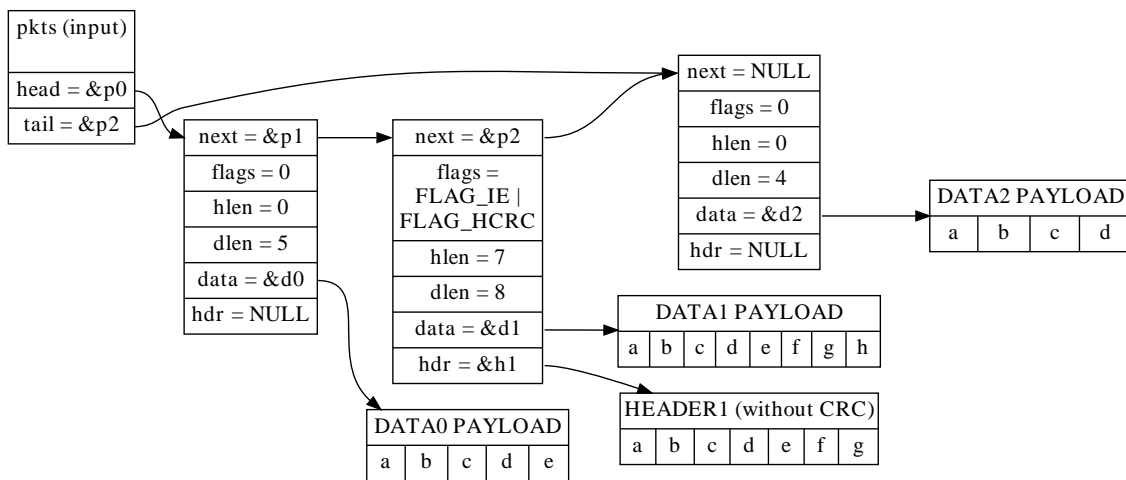 pkts (input)
head = &p0
tail = &p2
next = &p1
flags = 0
hlen = 0
dlen = 5
data = &d0
hdr = NULL
next = &p2
flags =
FLAG_IE |
FLAG_HCRC
hlen = 7
dlen = 8
data = &d1
hdr = &h1
next = NULL
flags = 0
hlen = 0
dlen = 4
data = &d2
hdr = NULL
DATA2 PAYLOAD
a b c d
DATA1 PAYLOAD
a b c d e f g h
HEADER1 (without CRC)
a b c d e f g
DATA0 PAYLOAD
a b c d e